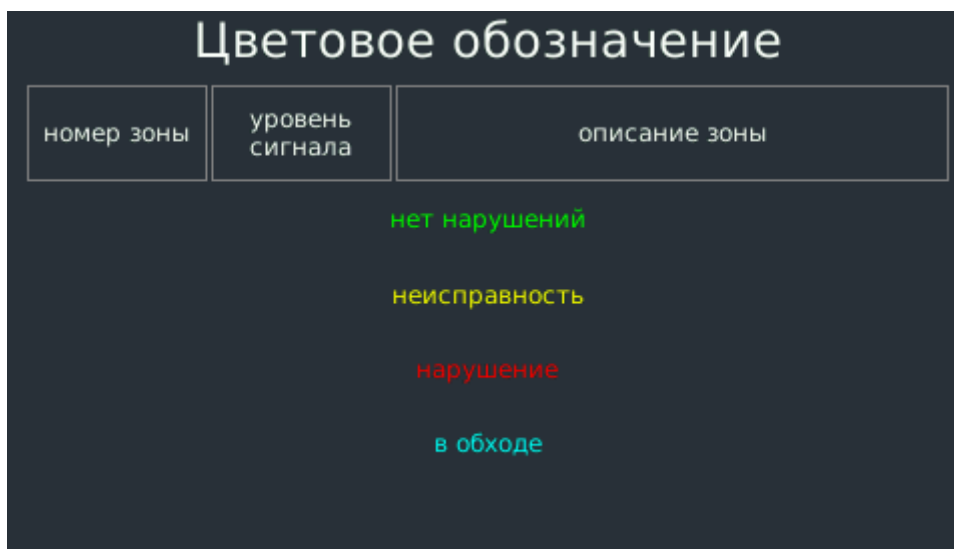 Цветовое обозначение
номер зоны
уровень
сигнала
описание зоны
нет нарушений
неисправность
нарушение
в обходе